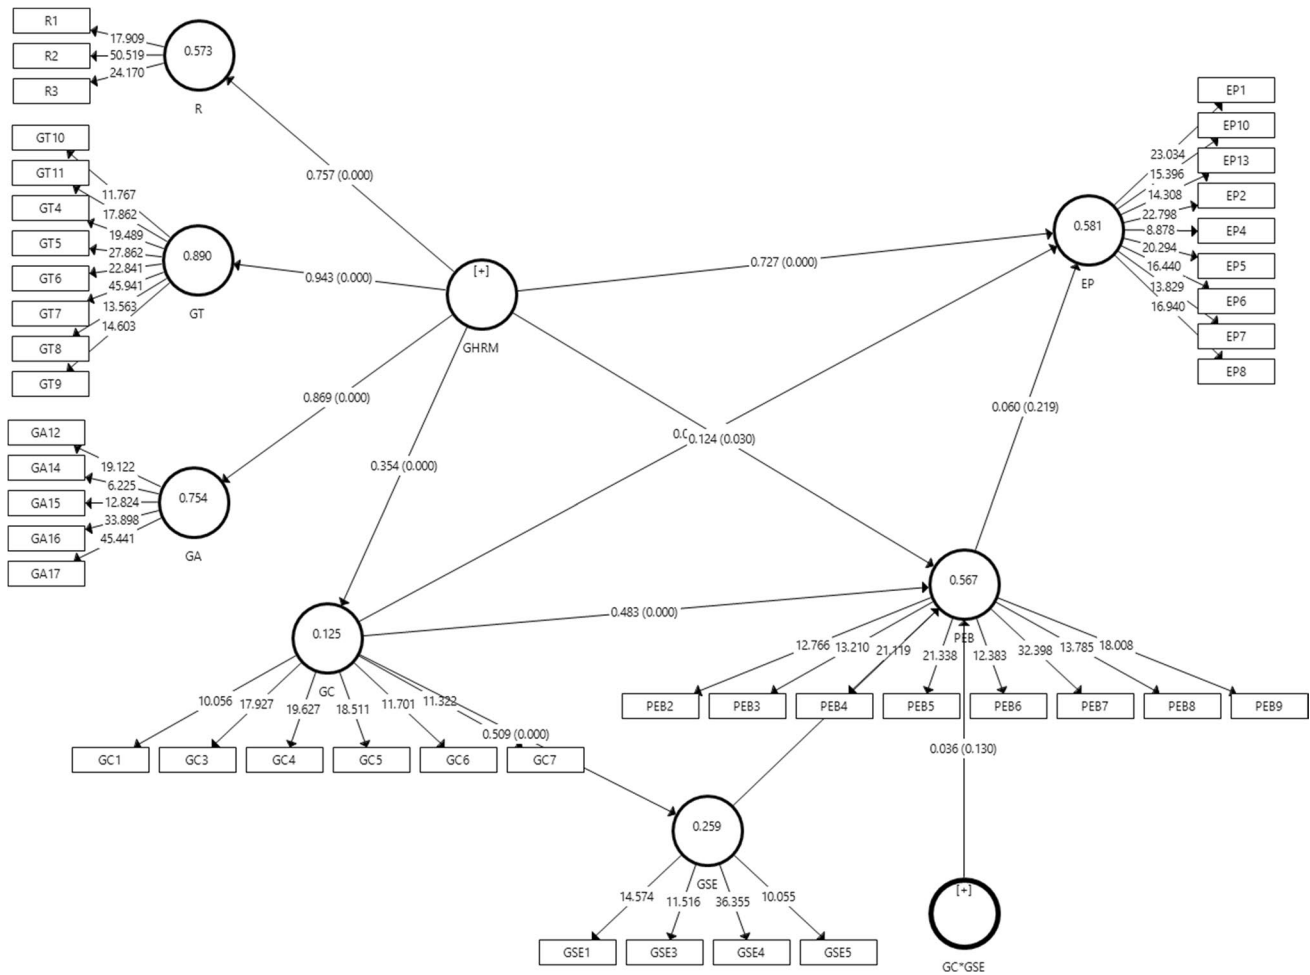 R1
R2
R3
17.909
50.519
24.170
0.573
R
GT10
GT11
GT4
GT5
GT6
GT7
GT8
GT9
11.767
17.862
19.489
27.862
22.841
45.941
13.563
14.603
0.890
GT
GA12
GA14
GA15
GA16
GA17
19.122
6.225
12.824
33.898
45.441
0.754
GA
0.757 (0.000)
0.943 (0.000)
0.869 (0.000)
[+]
GHRM
0.727 (0.000)
0.354 (0.000)
0.124 (0.030)
0.581
EP
23.034
15.396
14.308
22.798
8.878
20.294
16.440
13.829
16.940
EP1
EP10
EP13
EP2
EP4
EP5
EP6
EP7
EP8
0.060 (0.219)
0.125
GC
0.483 (0.000)
10.056
17.927
19.627
18.511
11.701
11.322
0.509 (0.000)
GC1
GC3
GC4
GC5
GC6
GC7
0.567
PEB
12.766
13.210
21.119
21.338
12.383
32.398
13.785
18.008
PEB2
PEB3
PEB4
PEB5
PEB6
PEB7
PEB8
PEB9
0.036 (0.130)
0.259
GSE
14.574
11.516
36.355
10.055
GSE1
GSE3
GSE4
GSE5
[+]
GC*GSE